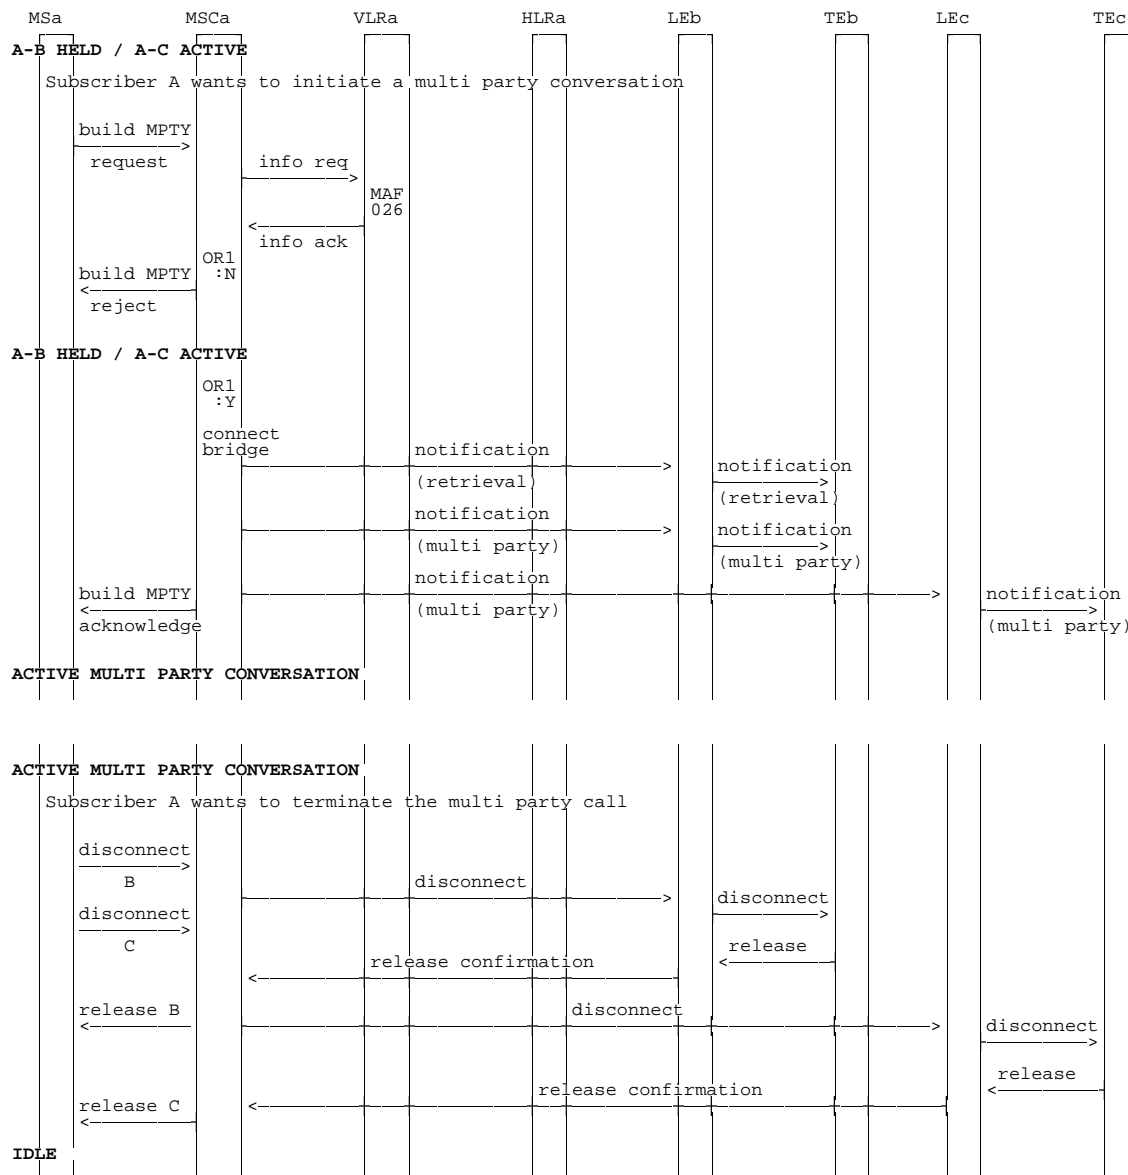 MSa MSCa VLRa HLRa LEb TEb LEc TEc
A-B HELD / A-C ACTIVE
Subscriber A wants to initiate a multi party conversation
build MPTY
request info req
MAF
026
info ack
OR1
build MPTY :N
reject
A-B HELD / A-C ACTIVE
OR1
:Y
connect
bridge notification
notification
(retrieval)
(retrieval)
notification
notification
(multi party)
(multi party)
notification
build MPTY notification
(multi party)
acknowledge (multi party)
ACTIVE MULTI PARTY CONVERSATION
ACTIVE MULTI PARTY CONVERSATION
Subscriber A wants to terminate the multi party call
disconnect
B disconnect
disconnect
disconnect
C release
release confirmation
release B disconnect
disconnect
release
release confirmation
release C
IDLE